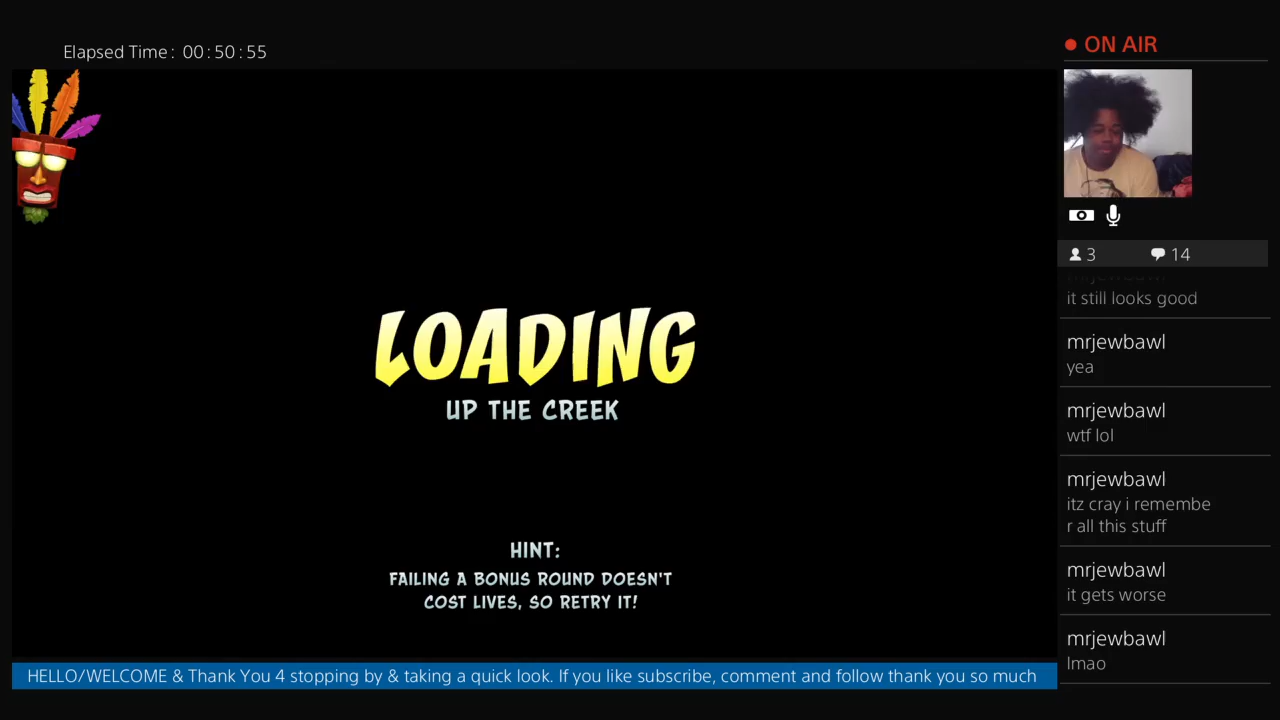 Elapsed Time: 00:50:55
ON AIR
3 14
it still looks good
mrjewbawl
yea
mrjewbawl
wtf lol
mrjewbawl
itz cray i remembe
r all this stuff
mrjewbawl
it gets worse
mrjewbawl
lmao
LOADING
UP THE CREEK
HINT:
FAILING A BONUS ROUND DOESN'T
COST LIVES, SO RETRY IT!
HELLO/WELCOME & Thank You 4 stopping by & taking a quick look. If you like subscribe, comment and follow thank you so much